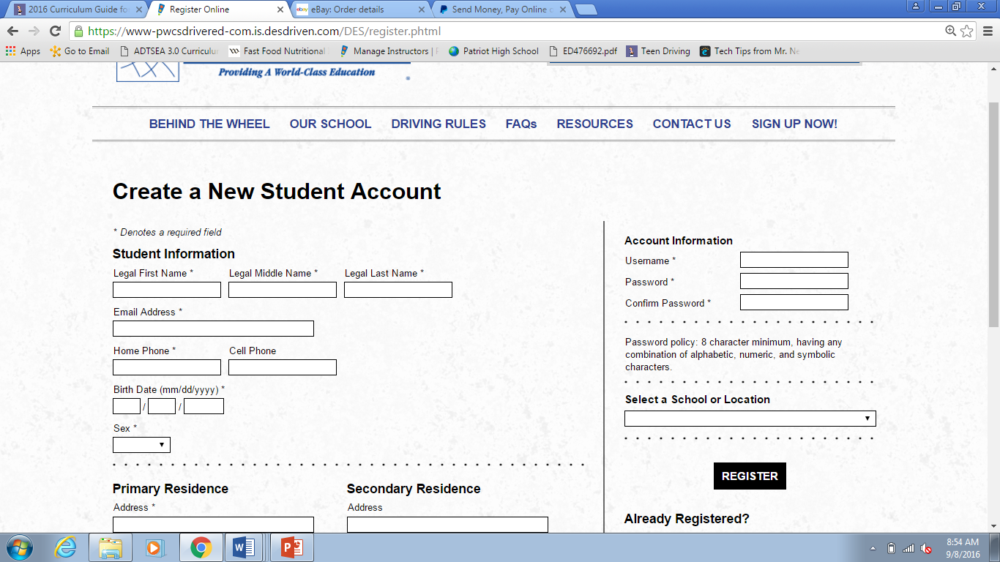 2016 Curriculum Guide fo
Register Online
eBay: Order details
Send Money, Pay Online o
https://www-pwcsdrivered-com.is.desdriven.com/DES/register.phtml
Apps
Go to Email
ADTSEA 3.0 Curriculu
Fast Food Nutritional
Manage Instructors | P
Patriot High School
ED476692.pdf
Teen Driving
Tech Tips from Mr. Ne
Providing A World-Class Education
BEHIND THE WHEEL OUR SCHOOL DRIVING RULES FAQs RESOURCES CONTACT US SIGN UP NOW!
Create a New Student Account
* Denotes a required field
Student Information
Legal First Name * Legal Middle Name * Legal Last Name *
Email Address *
Home Phone * Cell Phone
Birth Date (mm/dd/yyyy) *
/ /
Sex *
Primary Residence Secondary Residence
Address * Address
Account Information
Username *
Password *
Confirm Password *
Password policy: 8 character minimum, having any
combination of alphabetic, numeric, and symbolic
characters.
Select a School or Location
REGISTER
Already Registered?
8:54 AM
9/8/2016